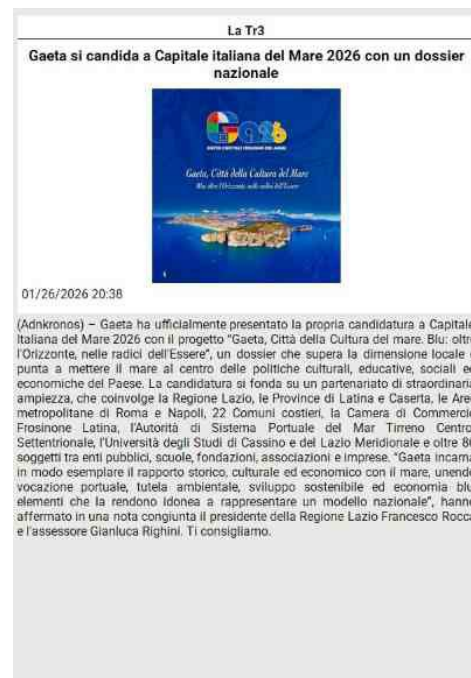 La Tr3
Gaeta si candida a Capitale italiana del Mare 2026 con un dossier
nazionale
Ga26
Gaeta, Città della Cultura del Mare
Blu: oltre l'Orizzonte nelle radici dell'Essere
01/26/2026 20:38
(Adnkronos) – Gaeta ha ufficialmente presentato la propria candidatura a Capitale
Italiana del Mare 2026 con il progetto "Gaeta, Città della Cultura del mare. Blu: oltre
l'Orizzonte, nelle radici dell'Essere", un dossier che supera la dimensione locale
punta a mettere il mare al centro delle politiche culturali, educative, sociali ed
economiche del Paese. La candidatura si fonda su un partenariato di straordinaria
ampiezza, che coinvolge la Regione Lazio, le Province di Latina e Caserta, le Aree
metropolitane di Roma e Napoli, 22 Comuni costieri, la Camera di Commercio
Frosinone Latina, l'Autorità di Sistema Portuale del Mar Tirreno Centro
Settentrionale, l'Università degli Studi di Cassino e del Lazio Meridionale e oltre 80
soggetti tra enti pubblici, scuole, fondazioni, associazioni e imprese. "Gaeta incarna
in modo esemplare il rapporto storico, culturale ed economico con il mare, unendo
vocazione portuale, tutela ambientale, sviluppo sostenibile ed economia blu
elementi che la rendono idonea a rappresentare un modello nazionale", hanno
affermato in una nota congiunta il presidente della Regione Lazio Francesco Rocca
e l'assessore Gianluca Righini. Ti consigliamo.